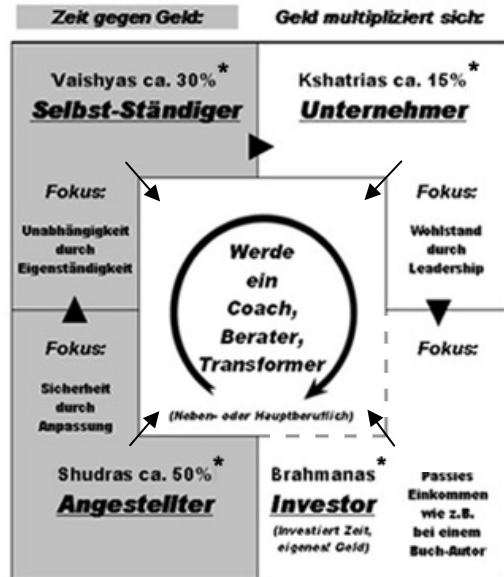 Zeit gegen Geld:
Geld multipliziert sich:
Vaishyas ca. 30% *
Selbst-Ständiger
Kshatrias ca. 15% *
Unternehmer
Fokus:
Unabhängigkeit
durch
Eigenständigkeit
Fokus:
Wohlstand
durch
Leadership
Werde
ein
Coach,
Berater,
Transformer
(Neben- oder Hauptberuflich)
Fokus:
Sicherheit
durch
Anpassung
Fokus:
Shudras ca. 50% *
Angestellter
Brahmanas *
Investor
(Investiert Zeit,
eigenes! Geld)
Passies
Einkommen
wie z.B.
bei einem
Buch-Autor